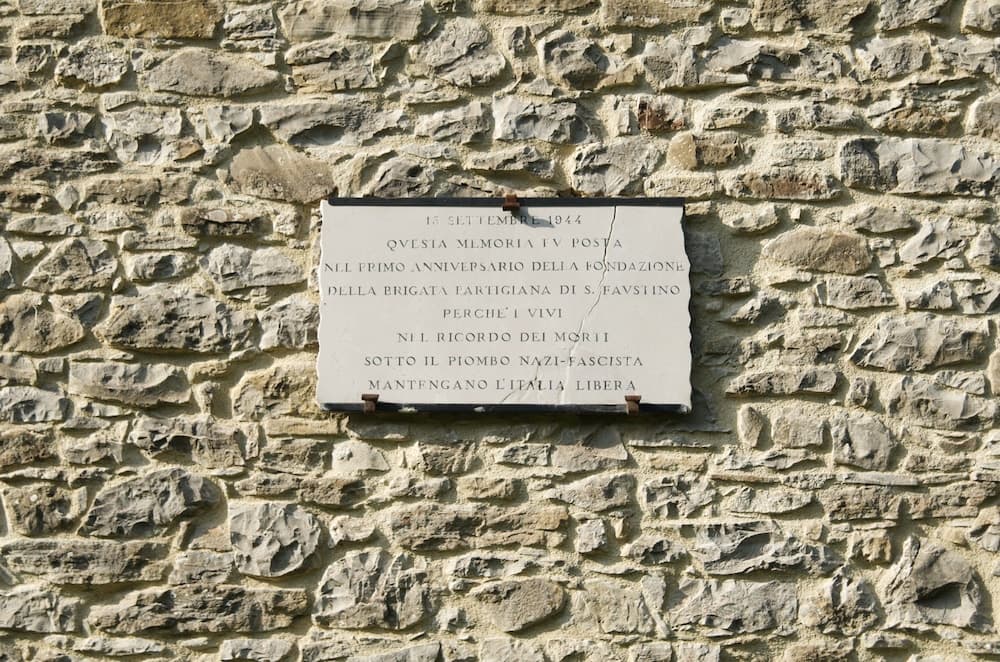 15 SETTEMBRE 1944
QVESTA MEMORIA FV POSTA
NEL PRIMO ANNIVERSARIO DELLA FONDAZIONE
DELLA BRIGATA PARTIGIANA DI S. FAUSTINO
PERCHE' I VIVI
NEL RICORDO DEI MORTI
SOTTO IL PIOMBO NAZI-FASCISTA
MANTENGANO L'ITALIA LIBERA